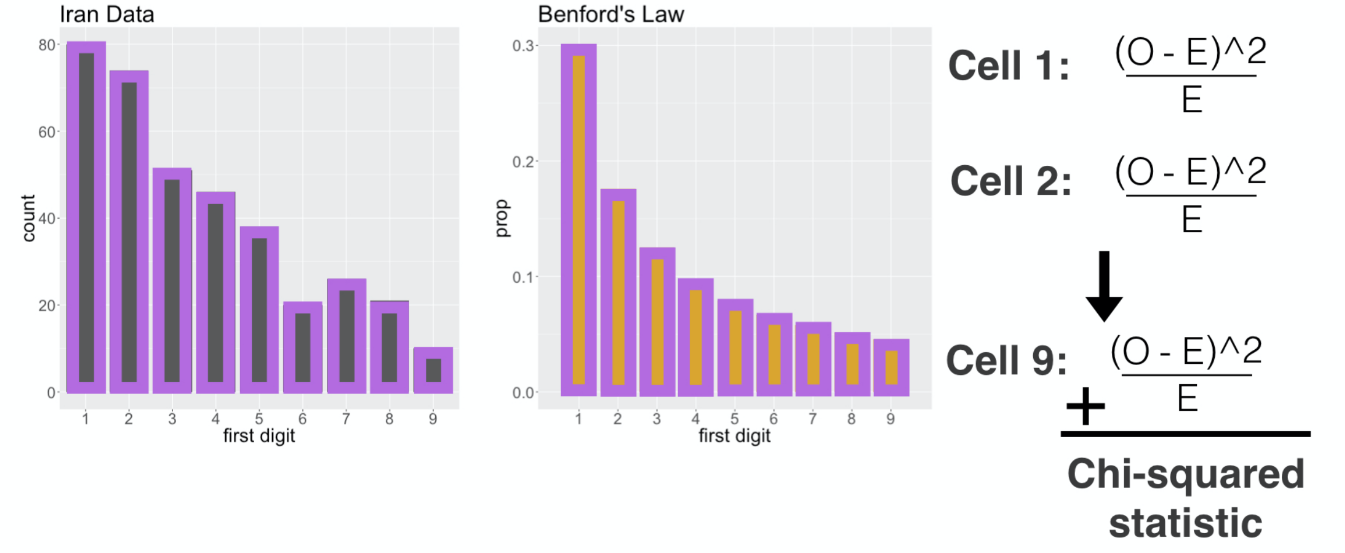 Iran Data
80
60
40
20
0
count
1 2 3 4 5 6 7 8 9
first digit
Benford's Law
0.3
0.2
0.1
0.0
prop
1 2 3 4 5 6 7 8 9
first digit
Cell 1: (O - E)^2
E
Cell 2: (O - E)^2
E
Cell 9: (O - E)^2
E
+
Chi-squared
statistic